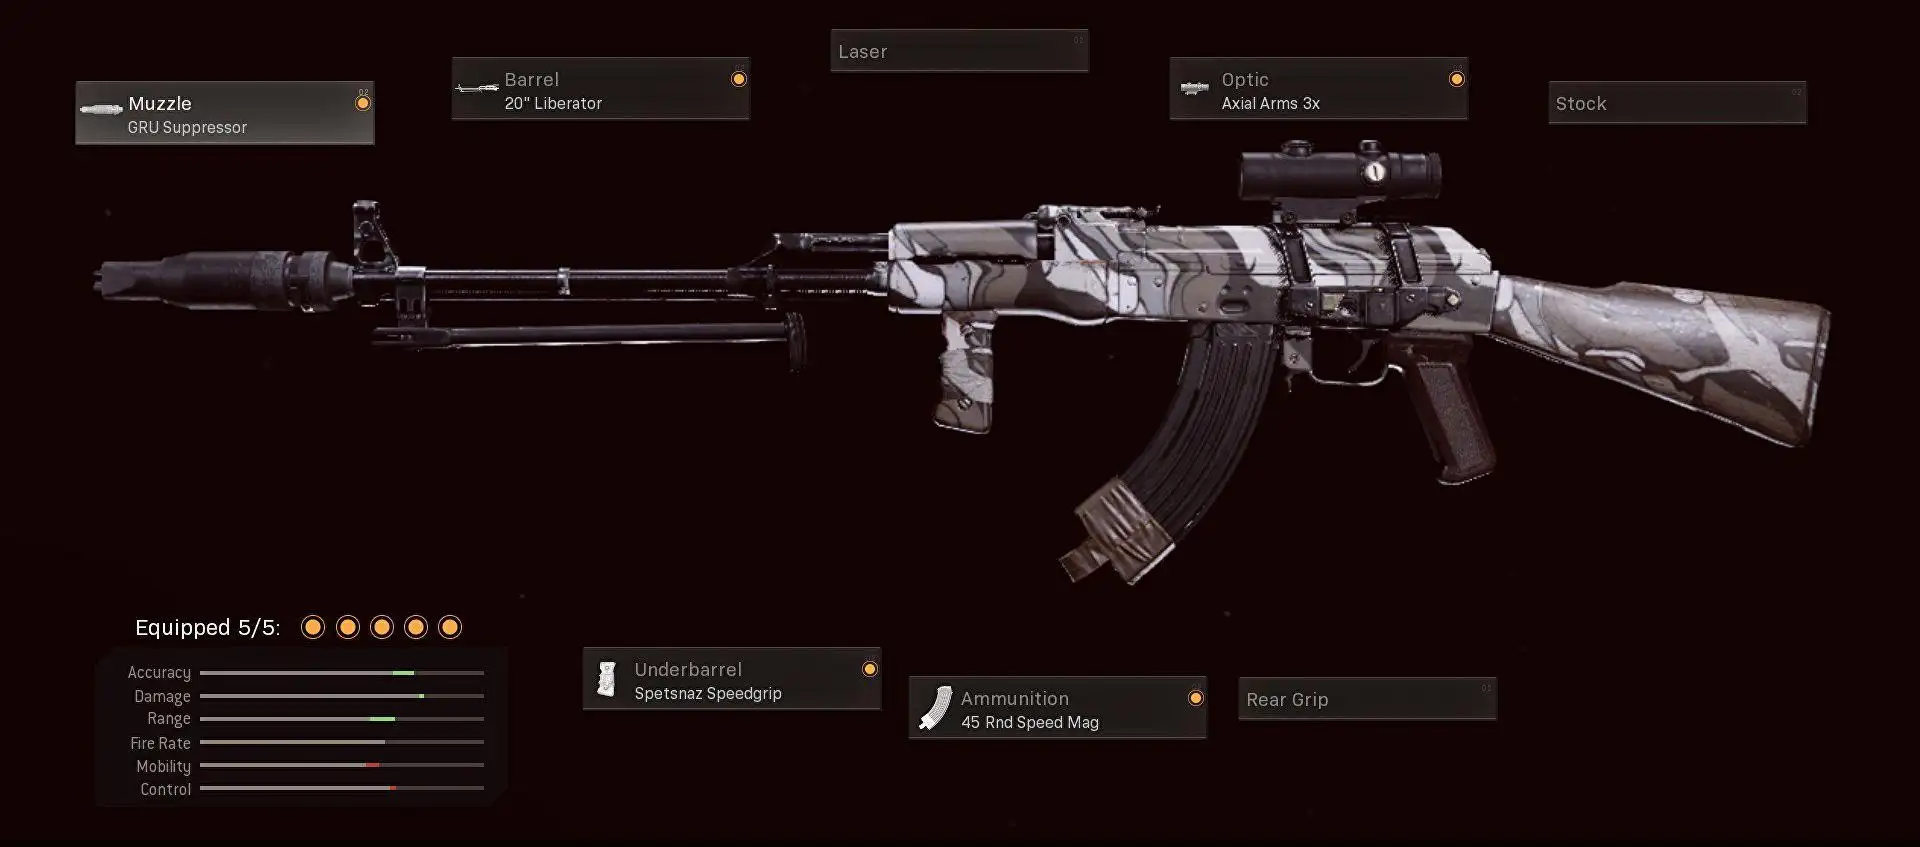 Laser
Barrel
20" Liberator
Optic
Axial Arms 3x
Muzzle
GRU Suppressor
Stock
Equipped 5/5:
Accuracy
Damage
Range
Fire Rate
Mobility
Control
Underbarrel
Spetsnaz Speedgrip
Ammunition
45 Rnd Speed Mag
Rear Grip